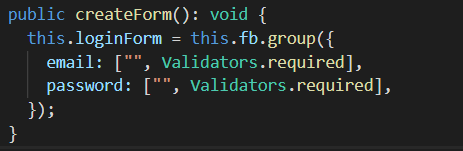 public createForm(): void {
  this.loginForm = this.fb.group({
    email: ["", Validators.required],
    password: ["", Validators.required],
  });
}